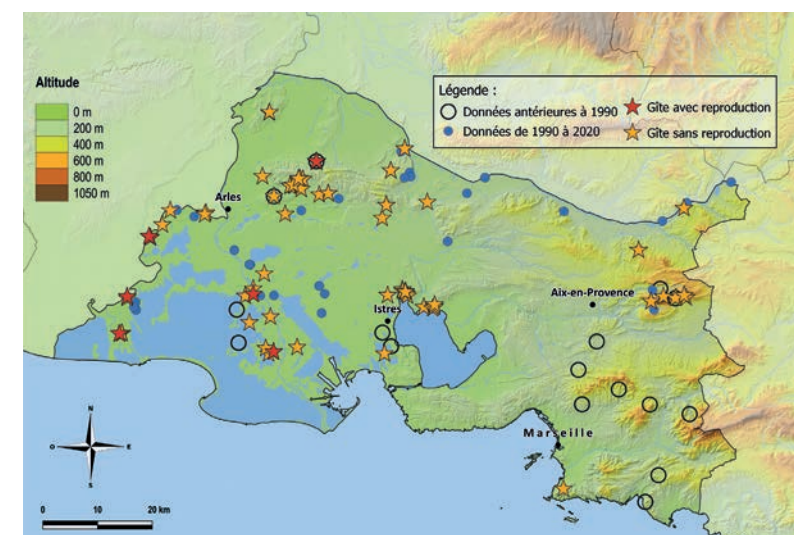 Altitude
0 m
200 m
400 m
600 m
800 m
1050 m
Légende :
Données antérieures à 1990
Gîte avec reproduction
Données de 1990 à 2020
Gîte sans reproduction
Arles
Istres
Aix-en-Provence
Marseille
N
O
E
S
0
10
20 km